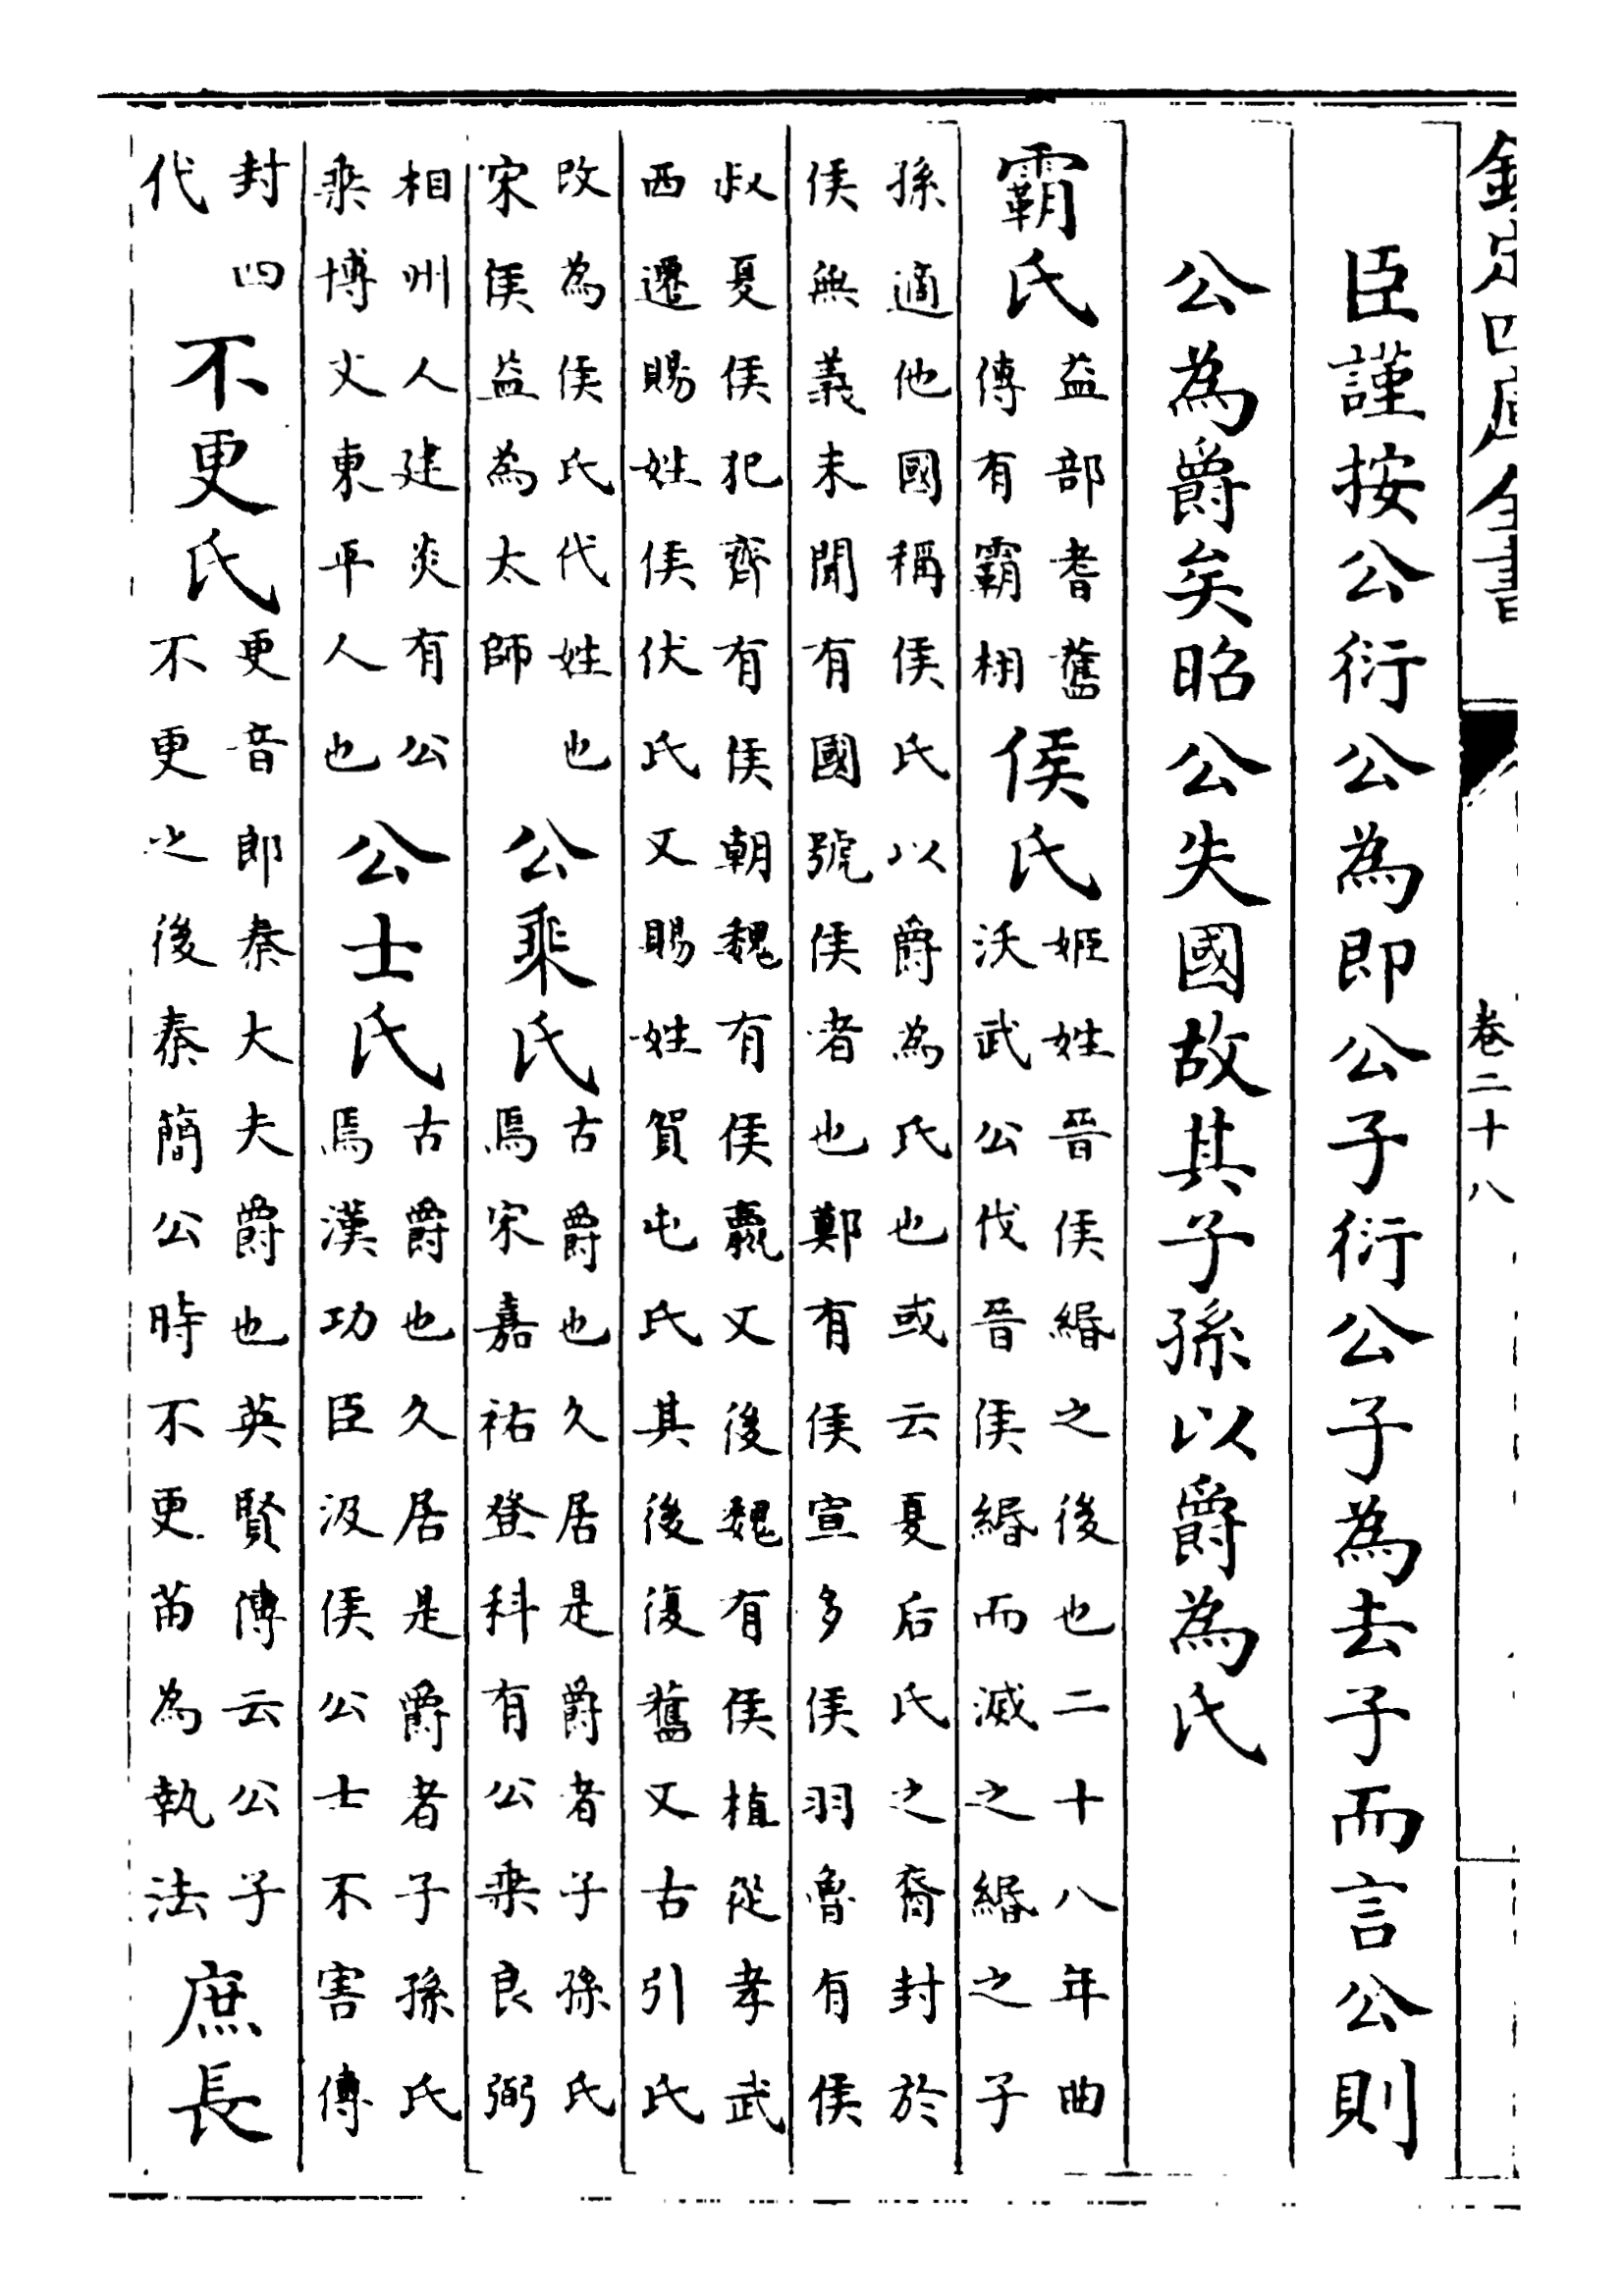 欽定四庫全書 卷二十八
臣謹按公衍公為即公子衍公子為去子而言公則
公為爵矣昭公失國故其子孫以爵為氏
霸氏
益部耆舊
傳有霸栩
侯氏
姬姓晉侯緡之後也二十八年曲
沃武公伐晉侯緡而滅之緡之子
孫適他國稱侯氏以爵為氏也或云夏后氏之裔封於
侯無義未聞有國號侯者也鄭有侯宣多侯羽魯有侯
叔夏侯犯齊有侯朝魏有侯嬴又後魏有侯植從孝武
西遷賜姓侯伏氏又賜姓賀屯氏其後復舊又古引氏
改為侯氏代姓也
宋侯益為太師
公乘氏
古爵也久居是爵者子孫氏
焉宋嘉祐登科有公乘良弼
相州人建炎有公
乘博文東平人也
公士氏
古爵也久居是爵者子孫氏
焉漢功臣汲侯公士不害傳
封四
代
不更氏
更音郎秦大夫爵也英賢傳云公子
不更之後秦簡公時不更苗為執法
庶長